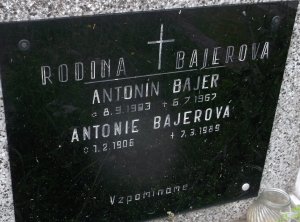 RODINA BAJEROVA
ANTONÍN BAJER
8.9.1903 6.7.1967
ANTONIE BAJEROVÁ
1.2.1906 7.3.1989
Vzpomínáme